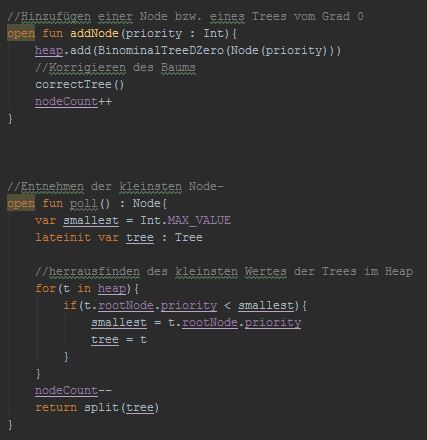 //Hinzufügen einer Node bzw. eines Trees vom Grad 0
open fun addNode(priority : Int){
    heap.add(BinominalTreeDZero(Node(priority)))
    //Korrigieren des Baums
    correctTree()
    nodeCount++
}
//Entnehmen der kleinsten Node-
open fun poll() : Node{
    var smallest = Int.MAX_VALUE
    lateinit var tree : Tree
    //herrausfinden des kleinsten Wertes der Trees im Heap
    for(t in heap){
        if(t.rootNode.priority < smallest){
            smallest = t.rootNode.priority
            tree = t
        }
    }
    nodeCount--
    return split(tree)
}